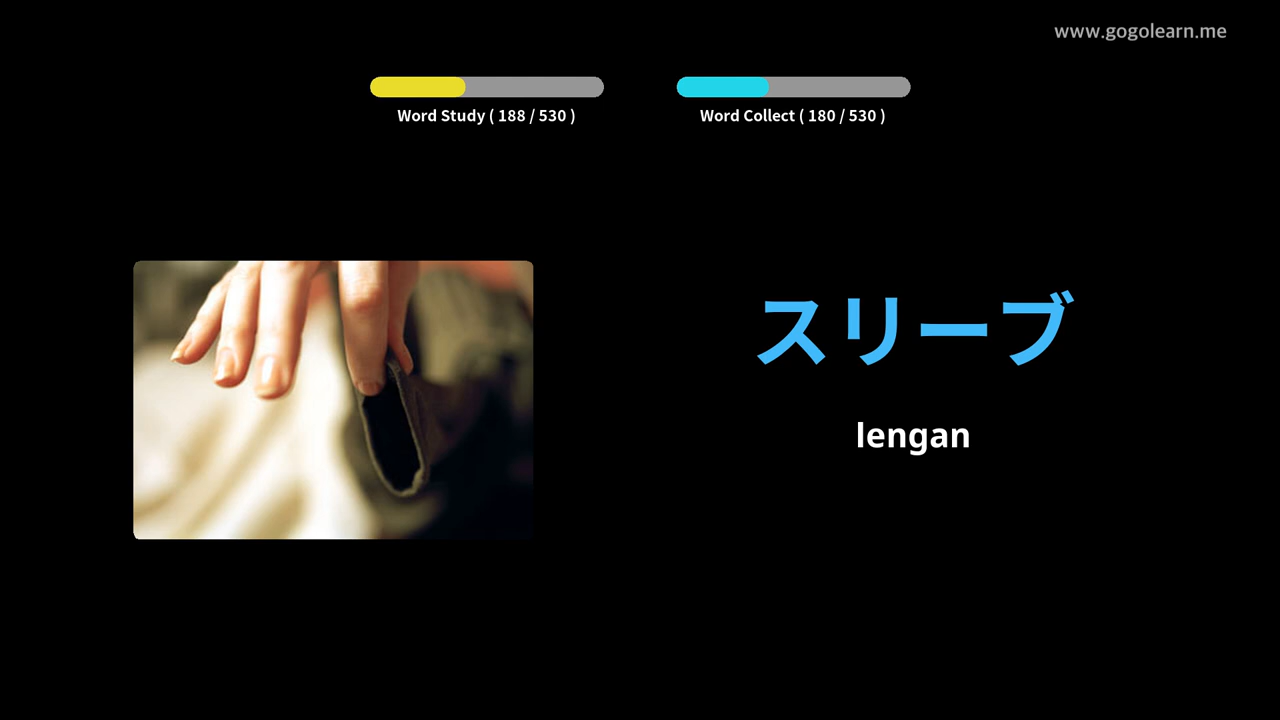 www.gogolearn.me
Word Study ( 188 / 530 )
Word Collect ( 180 / 530 )
スリーブ
lengan